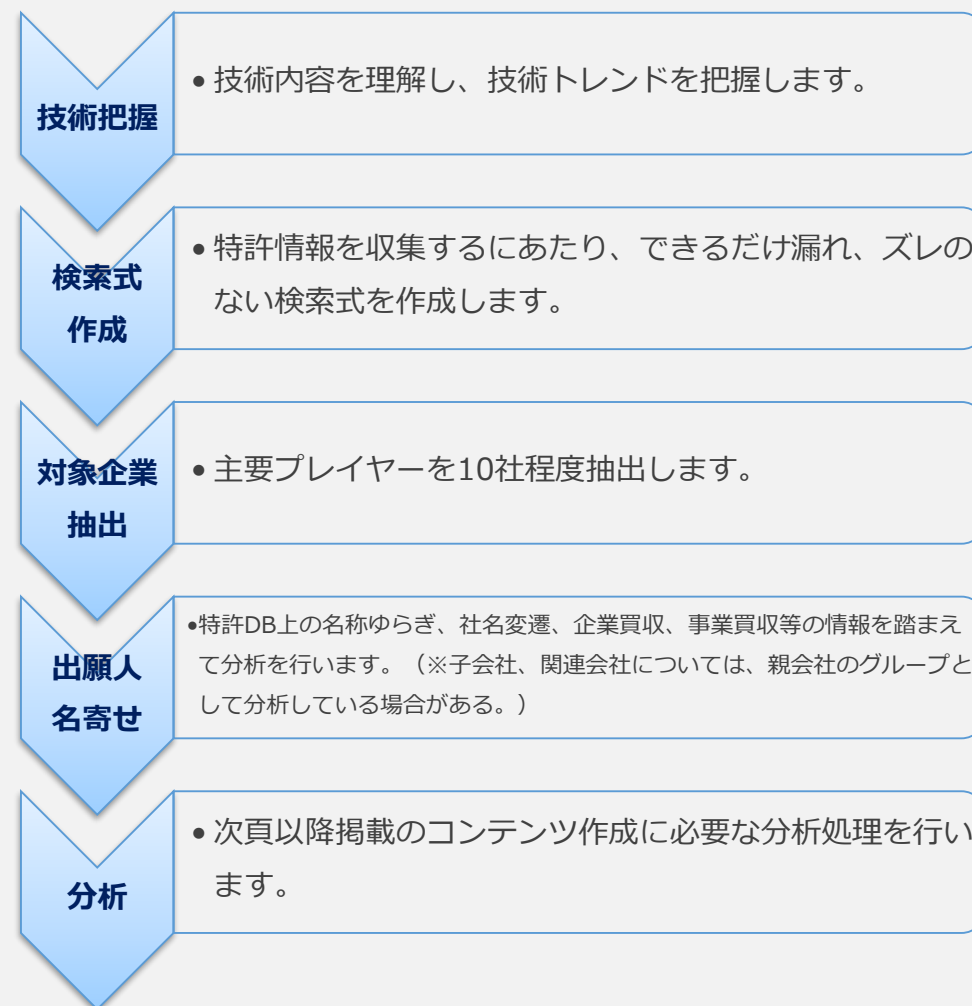 技術把握
• 技術内容を理解し、技術トレンドを把握します。
検索式
作成
• 特許情報を収集するにあたり、できるだけ漏れ、ズレの
ない検索式を作成します。
対象企業
抽出
• 主要プレイヤーを10社程度抽出します。
出願人
名寄せ
•特許DB上の名称ゆらぎ、社名変遷、企業買収、事業買収等の情報を踏まえ
て分析を行います。（※子会社、関連会社については、親会社のグループと
して分析している場合がある。）
分析
• 次頁以降掲載のコンテンツ作成に必要な分析処理を行い
ます。